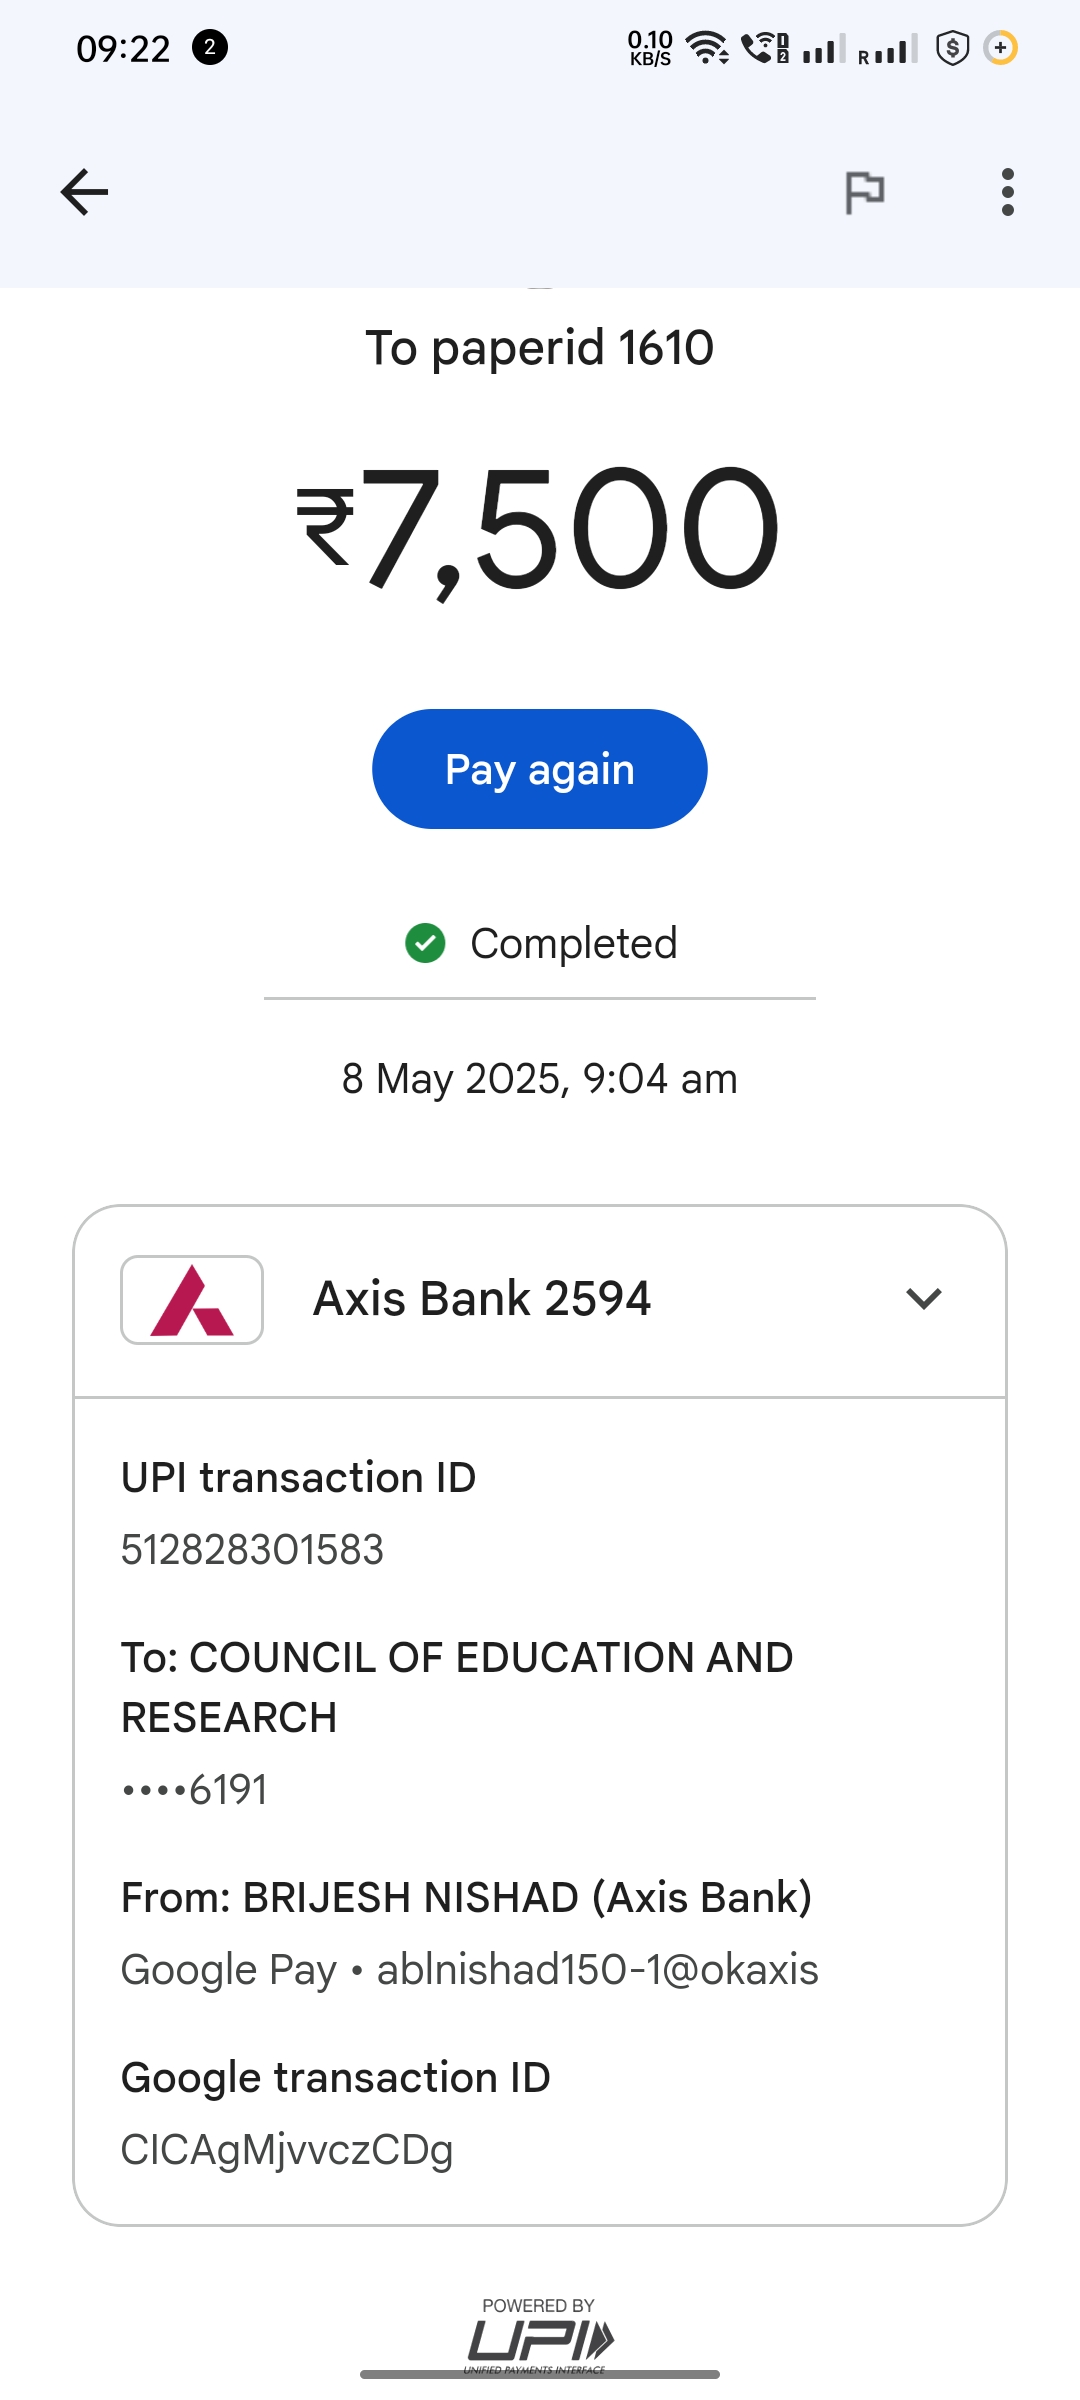 09:22 2 0.10 KB/S 1 2 R $ +
To paperid 1610
₹7,500
Pay again
Completed
8 May 2025, 9:04 am
Axis Bank 2594
UPI transaction ID
512828301583
To: COUNCIL OF EDUCATION AND
RESEARCH
••••6191
From: BRIJESH NISHAD (Axis Bank)
Google Pay • ablnishad150-1@okaxis
Google transaction ID
CICAgMjvvczCDg
POWERED BY
UPI
UNIFIED PAYMENTS INTERFACE